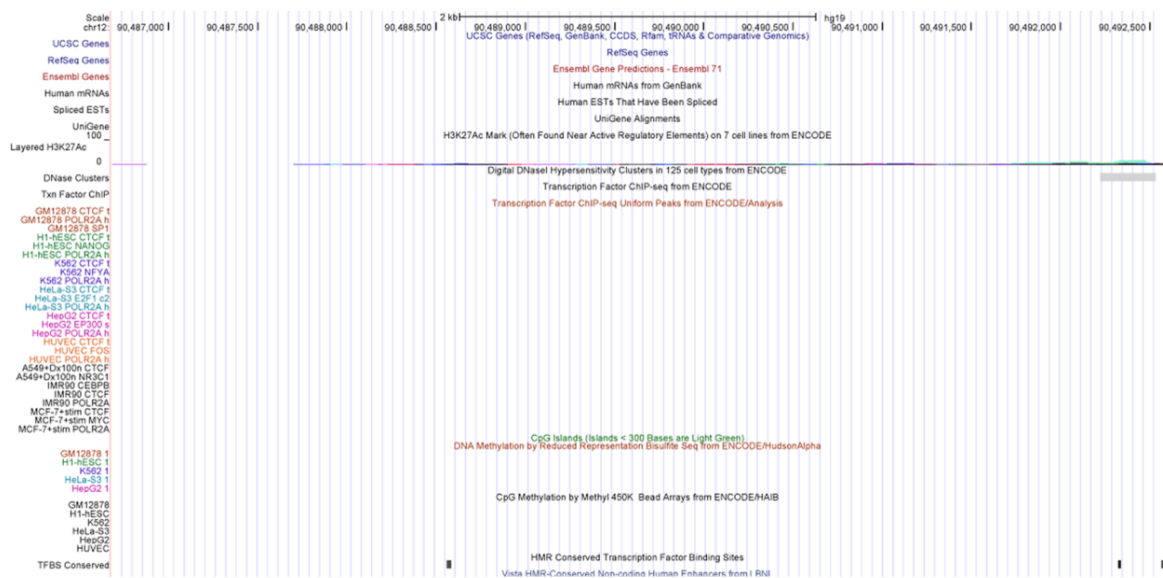 Scale 2 kb hg19
chr12: 90,487,000 90,487,500 90,488,000 90,488,500 90,489,000 90,489,500 90,490,000 90,490,500 90,491,000 90,491,500 90,492,000 90,492,500
UCSC Genes (RefSeq, GenBank, CCDS, Rfam, tRNAs & Comparative Genomics)
UCSC Genes
RefSeq Genes
RefSeq Genes
Ensembl Gene Predictions - Ensembl 71
Ensembl Genes
Human mRNAs from GenBank
Human mRNAs
Human ESTs That Have Been Spliced
Spliced ESTs
UniGene Alignments
UniGene
H3K27Ac Mark (Often Found Near Active Regulatory Elements) on 7 cell lines from ENCODE
100
Layered H3K27Ac
0
Digital DNaseI Hypersensitivity Clusters in 125 cell types from ENCODE
DNase Clusters
Transcription Factor ChIP-seq from ENCODE
Txn Factor ChIP
Transcription Factor ChIP-seq Uniform Peaks from ENCODE/Analysis
GM12878 CTCF t
GM12878 POLR2A h
GM12878 SP1
H1-hESC CTCF t
H1-hESC NANOG
H1-hESC POLR2A h
K562 CTCF t
K562 NFYA
K562 POLR2A h
HeLa-S3 CTCF t
HeLa-S3 E2F1 c2
HeLa-S3 POLR2A h
HepG2 CTCF t
HepG2 EP300 s
HepG2 POLR2A h
HUVEC CTCF t
HUVEC FOS
HUVEC POLR2A h
A549+Dx100n CTCF
A549+Dx100n NR3C1
IMR90 CEBPB
IMR90 CTCF
IMR90 POLR2A
MCF-7+stim CTCF
MCF-7+stim MYC
MCF-7+stim POLR2A
CpG Islands (Islands < 300 Bases are Light Green)
DNA Methylation by Reduced Representation Bisulfite Seq from ENCODE/HudsonAlpha
GM12878 1
H1-hESC 1
K562 1
HeLa-S3 1
HepG2 1
CpG Methylation by Methyl 450K Bead Arrays from ENCODE/HAIB
GM12878
H1-hESC
K562
HeLa-S3
HepG2
HUVEC
HMR Conserved Transcription Factor Binding Sites
TFBS Conserved
Vista HMR-Conserved Non-coding Human Enhancers from LBNL